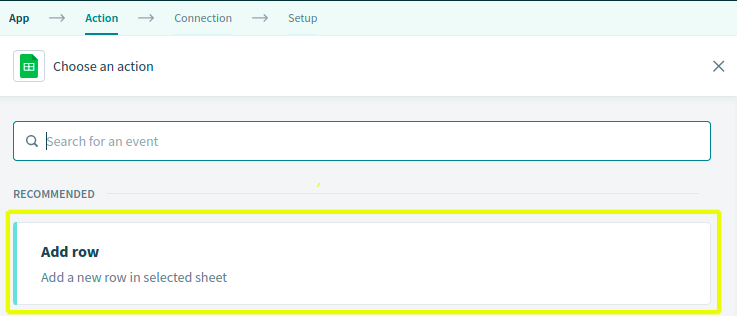 App → Action → Connection → Setup
Choose an action
Search for an event
RECOMMENDED
Add row
Add a new row in selected sheet